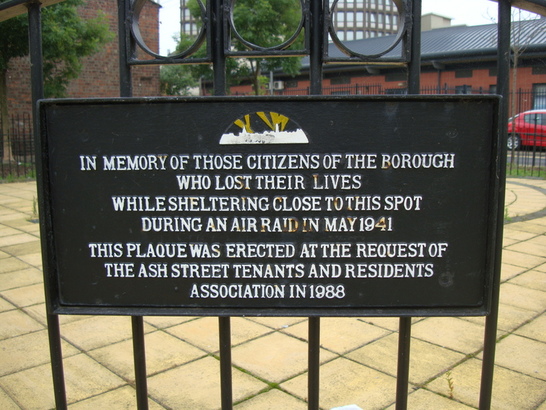 IN MEMORY OF THOSE CITIZENS OF THE BOROUGH
WHO LOST THEIR LIVES
WHILE SHELTERING CLOSE TO THIS SPOT
DURING AN AIR RAID IN MAY 1941
THIS PLAQUE WAS ERECTED AT THE REQUEST OF
THE ASH STREET TENANTS AND RESIDENTS
ASSOCIATION IN 1988